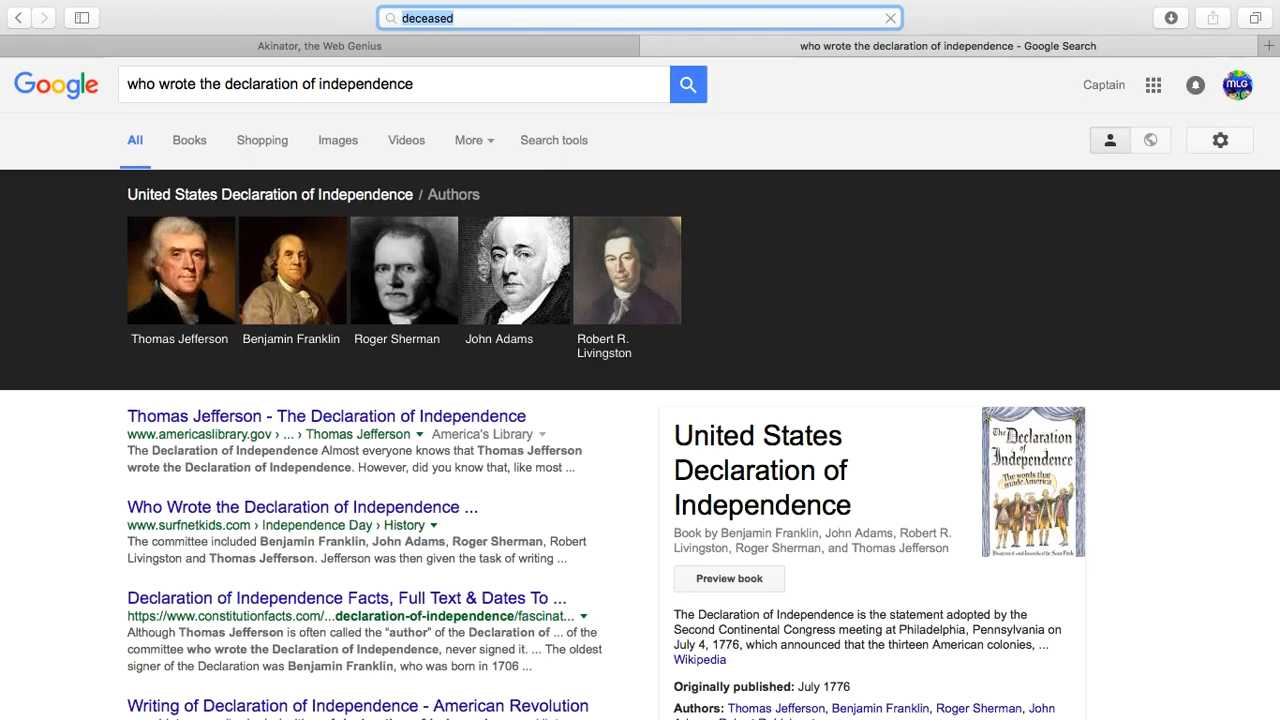 deceased
Akinator, the Web Genius
who wrote the declaration of independence - Google Search
Google
who wrote the declaration of independence
Captain
MLG
All
Books
Shopping
Images
Videos
More
Search tools
United States Declaration of Independence / Authors
Thomas Jefferson
Benjamin Franklin
Roger Sherman
John Adams
Robert R.
Livingston
Thomas Jefferson - The Declaration of Independence
www.americaslibrary.gov › ... › Thomas Jefferson
America's Library
The Declaration of Independence Almost everyone knows that Thomas Jefferson
wrote the Declaration of Independence. However, did you know that, like most ...
Who Wrote the Declaration of Independence ...
www.surfnetkids.com › Independence Day › History
The committee included Benjamin Franklin, John Adams, Roger Sherman, Robert
Livingston and Thomas Jefferson. Jefferson was then given the task of writing ...
Declaration of Independence Facts, Full Text & Dates To ...
https://www.constitutionfacts.com/...declaration-of-independence/fascinat...
Although Thomas Jefferson is often called the “author” of the Declaration of ... of the
committee who wrote the Declaration of Independence, never signed it. ... The oldest
signer of the Declaration was Benjamin Franklin, who was born in 1706 ...
Writing of Declaration of Independence - American Revolution
United States
Declaration of
Independence
Book by Benjamin Franklin, John Adams, Robert R.
Livingston, Roger Sherman, and Thomas Jefferson
Preview book
The
Declaration
of
Independence
The words that
made America
The Declaration of Independence is the statement adopted by the
Second Continental Congress meeting at Philadelphia, Pennsylvania on
July 4, 1776, which announced that the thirteen American colonies, ...
Wikipedia
Originally published: July 1776
Authors: Thomas Jefferson, Benjamin Franklin, Roger Sherman, John